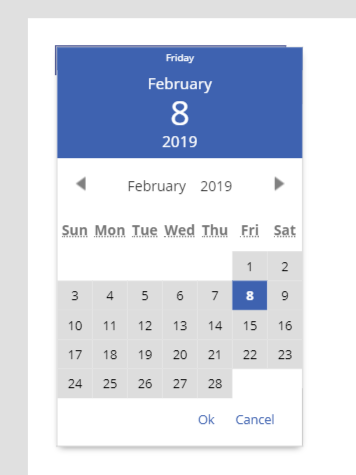 Friday
February
8
2019
February 2019
Sun Mon Tue Wed Thu Fri Sat
1 2
3 4 5 6 7 8 9
10 11 12 13 14 15 16
17 18 19 20 21 22 23
24 25 26 27 28
Ok Cancel